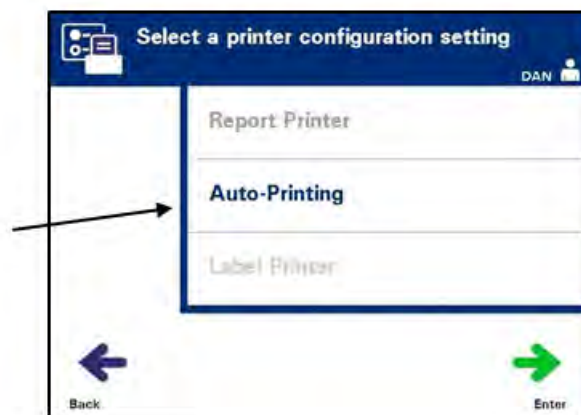 Select a printer configuration setting
DAN
Report Printer
Auto-Printing
Label Printer
Back
Enter